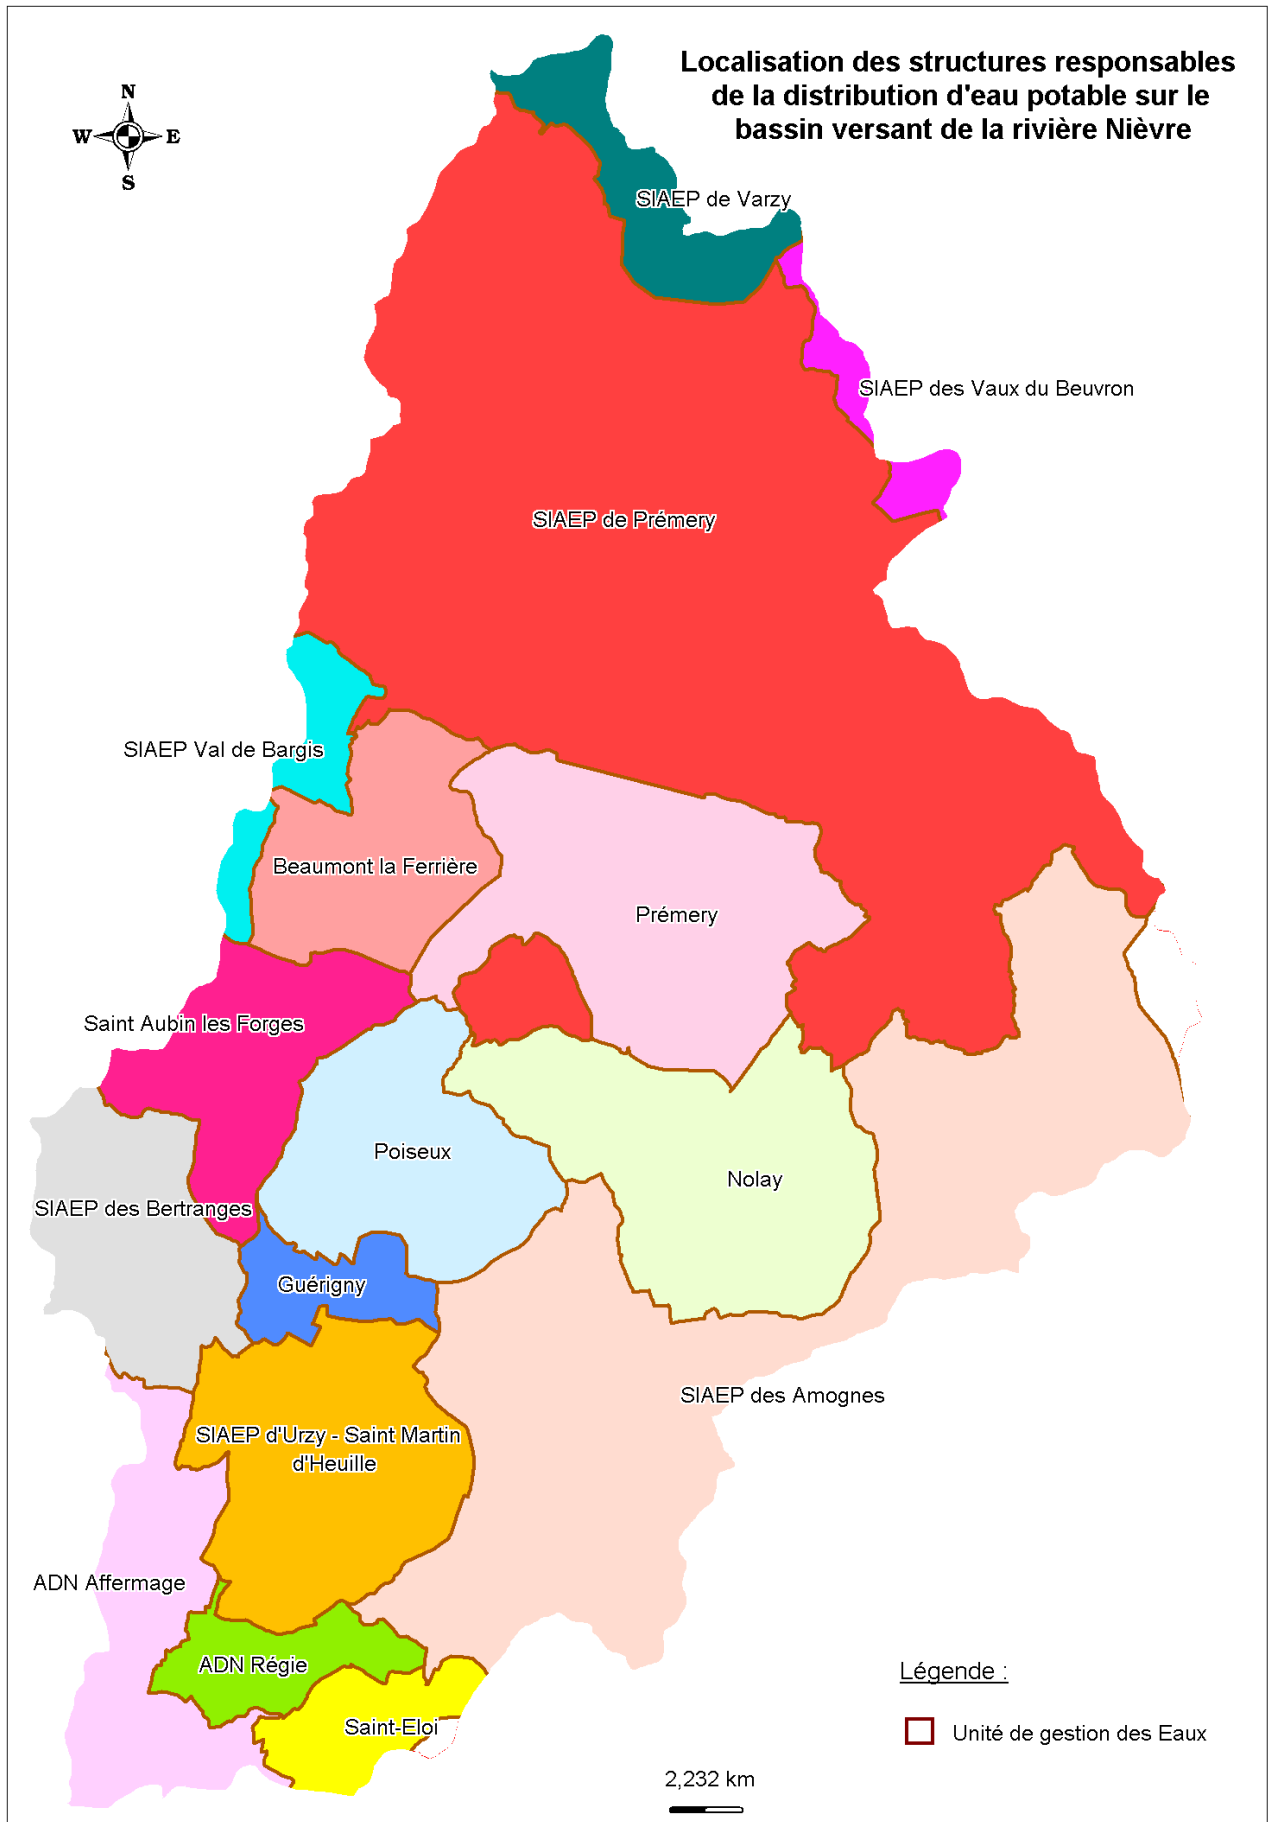 Localisation des structures responsables
de la distribution d'eau potable sur le
bassin versant de la rivière Nièvre
N
W E
S
SIAEP de Varzy
SIAEP des Vaux du Beuvron
SIAEP de Prémery
SIAEP Val de Bargis
Beaumont la Ferrière
Prémery
Saint Aubin les Forges
Poiseux
Nolay
SIAEP des Bertranges
Guérigny
SIAEP des Amognes
SIAEP d'Urzy - Saint Martin
d'Heuille
ADN Affermage
ADN Régie
Saint-Eloi
Légende :
Unité de gestion des Eaux
2,232 km